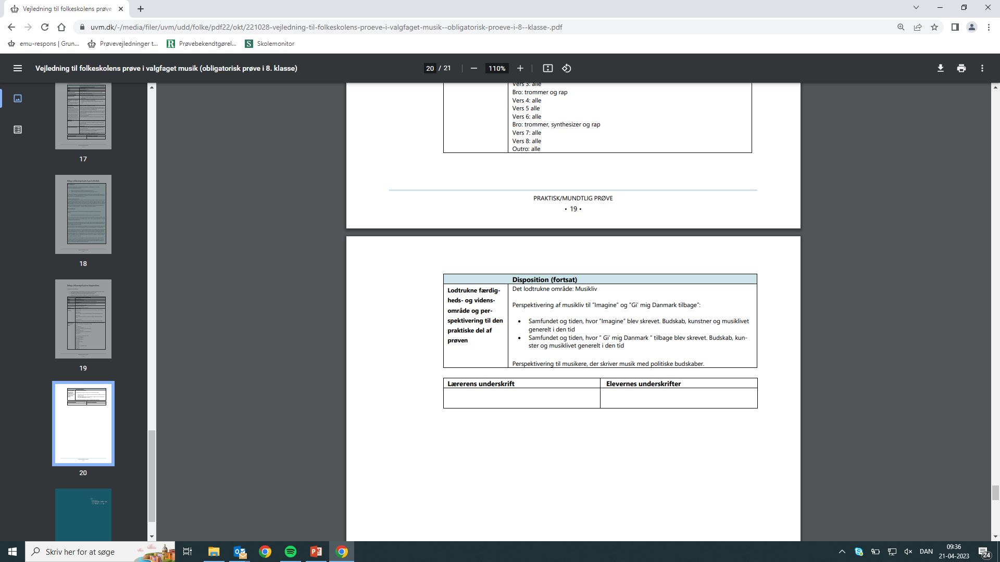 Vejledning til folkeskolens prøve
uvm.dk/-/media/filer/uvm/udd/folke/pdf22/okt/221028-vejledning-til-folkeskolens-proeve-i-valgfaget-musik--obligatorisk-proeve-i-8--klasse-.pdf
emu-respons | Grun...
Prøvevejledninger t...
Prøvebekendtgørel...
Skolemonitor
Vejledning til folkeskolens prøve i valgfaget musik (obligatorisk prøve i 8. klasse)
20 / 21
110%
17
18
19
20
Vers 3: alle
Bro: trommer og rap
Vers 4: alle
Vers 5 alle
Vers 6: alle
Bro: trommer, synthesizer og rap
Vers 7: alle
Vers 8: alle
Outro: alle
PRAKTISK/MUNDTLIG PRØVE
• 19 •
Disposition (fortsat)
Lodtrukne færdig-
heds- og videns-
område og per-
spektivering til den
praktiske del af
prøven
Det lodtrukne område: Musikliv
Perspektivering af musikliv til ”Imagine” og ”Gi’ mig Danmark tilbage”:
• Samfundet og tiden, hvor ”Imagine” blev skrevet. Budskab, kunstner og musiklivet
generelt i den tid
• Samfundet og tiden, hvor ” Gi’ mig Danmark ” tilbage blev skrevet. Budskab, kun-
ster og musiklivet generelt i den tid
Perspektivering til musikere, der skriver musik med politiske budskaber.
Lærerens underskrift
Elevernes underskrifter
Skriv her for at søge
DAN
09:36
21-04-2023
24